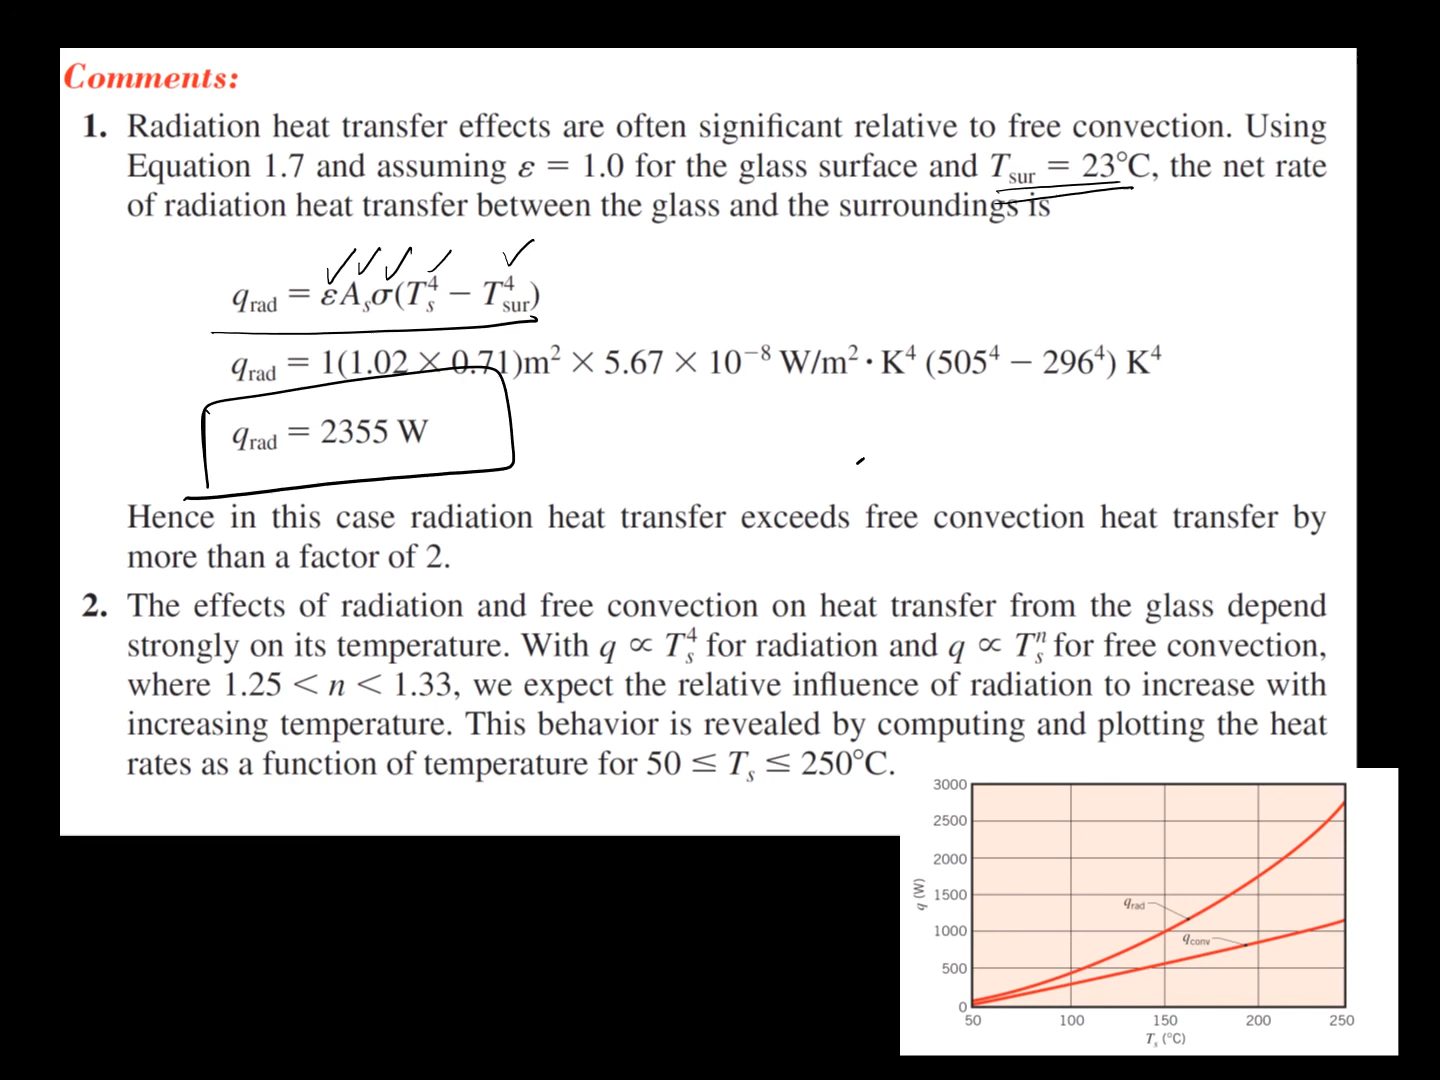 Comments:
1. Radiation heat transfer effects are often significant relative to free convection. Using
Equation 1.7 and assuming ε = 1.0 for the glass surface and T_sur = 23°C, the net rate
of radiation heat transfer between the glass and the surroundings is
q_rad = εA_sσ(T_s^4 − T_sur^4)
q_rad = 1(1.02 × 0.71)m² × 5.67 × 10⁻⁸ W/m² · K⁴ (505⁴ − 296⁴) K⁴
q_rad = 2355 W
Hence in this case radiation heat transfer exceeds free convection heat transfer by
more than a factor of 2.
2. The effects of radiation and free convection on heat transfer from the glass depend
strongly on its temperature. With q ∝ T_s^4 for radiation and q ∝ T_s^n for free convection,
where 1.25 < n < 1.33, we expect the relative influence of radiation to increase with
increasing temperature. This behavior is revealed by computing and plotting the heat
rates as a function of temperature for 50 ≤ T_s ≤ 250°C.
3000
2500
2000
1500
1000
500
0
q (W)
q_rad
q_conv
50 100 150 200 250
T_s (°C)